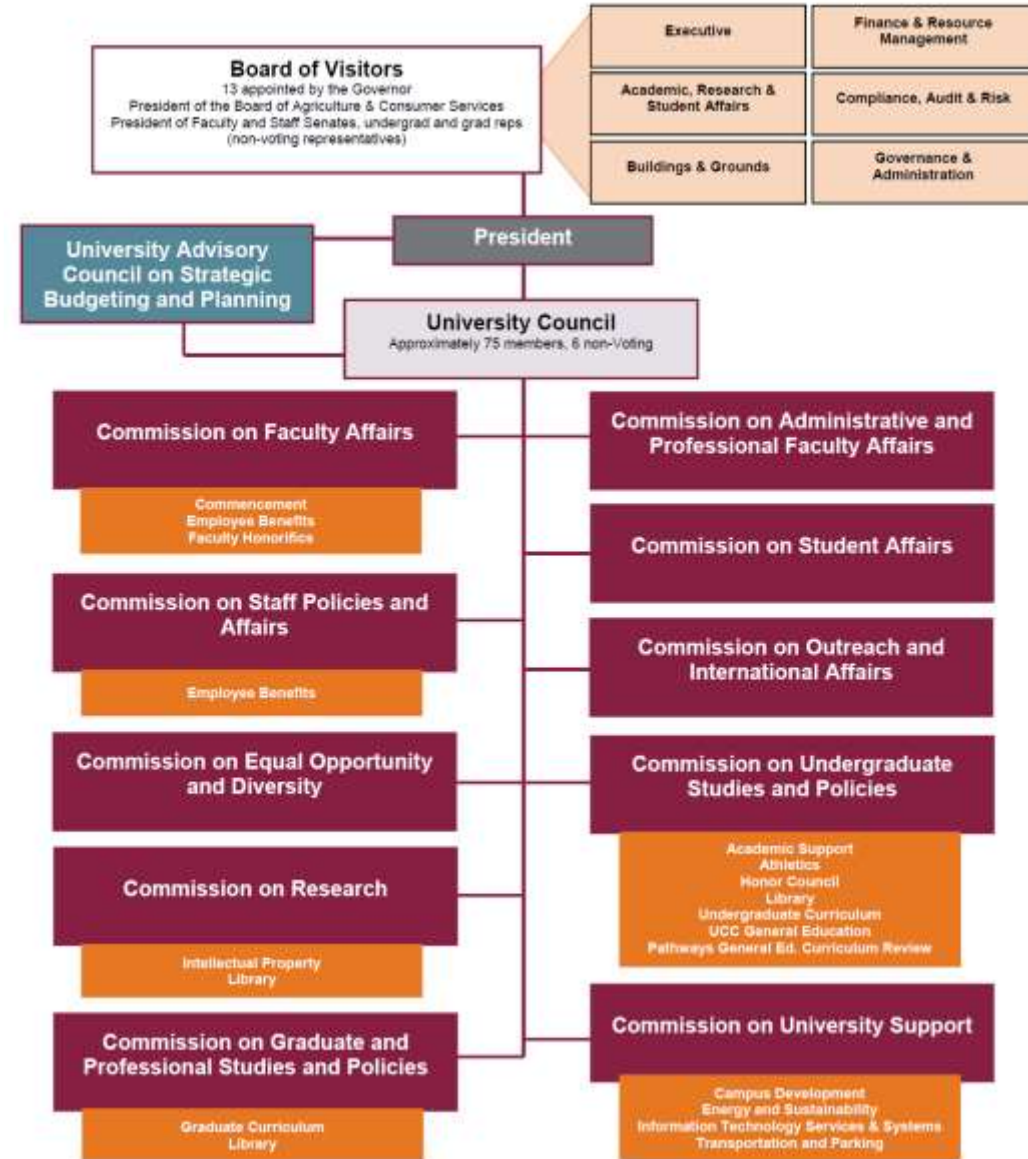 Board of Visitors
13 appointed by the Governor
President of the Board of Agriculture & Consumer Services
President of Faculty and Staff Senates, undergrad and grad reps
(non-voting representatives)
Executive
Finance & Resource
Management
Academic, Research &
Student Affairs
Compliance, Audit & Risk
Buildings & Grounds
Governance &
Administration
President
University Advisory
Council on Strategic
Budgeting and Planning
University Council
Approximately 75 members, 6 non-Voting
Commission on Faculty Affairs
Commencement
Employee Benefits
Faculty Honorifics
Commission on Administrative and
Professional Faculty Affairs
Commission on Student Affairs
Commission on Staff Policies and
Affairs
Employee Benefits
Commission on Outreach and
International Affairs
Commission on Equal Opportunity
and Diversity
Commission on Undergraduate
Studies and Policies
Academic Support
Athletics
Honor Council
Library
Undergraduate Curriculum
UCC General Education
Pathways General Ed. Curriculum Review
Commission on Research
Intellectual Property
Library
Commission on Graduate and
Professional Studies and Policies
Graduate Curriculum
Library
Commission on University Support
Campus Development
Energy and Sustainability
Information Technology Services & Systems
Transportation and Parking